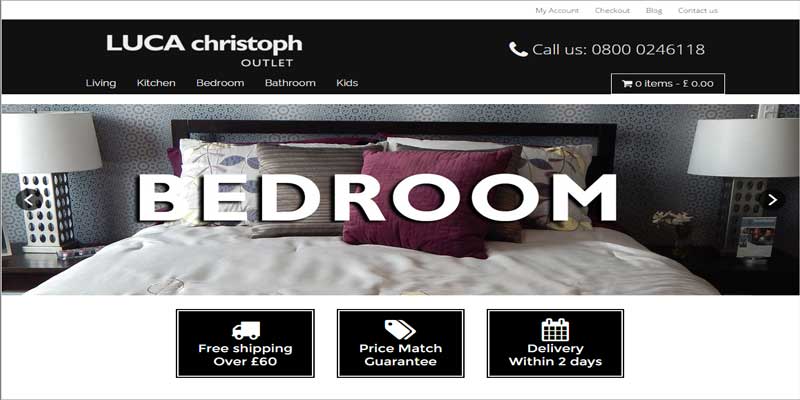 My Account Checkout Blog Contact us
LUCA christoph
OUTLET
Call us: 0800 0246118
Living Kitchen Bedroom Bathroom Kids
0 items - £ 0.00
BEDROOM
Free shipping
Over £60
Price Match
Guarantee
Delivery
Within 2 days